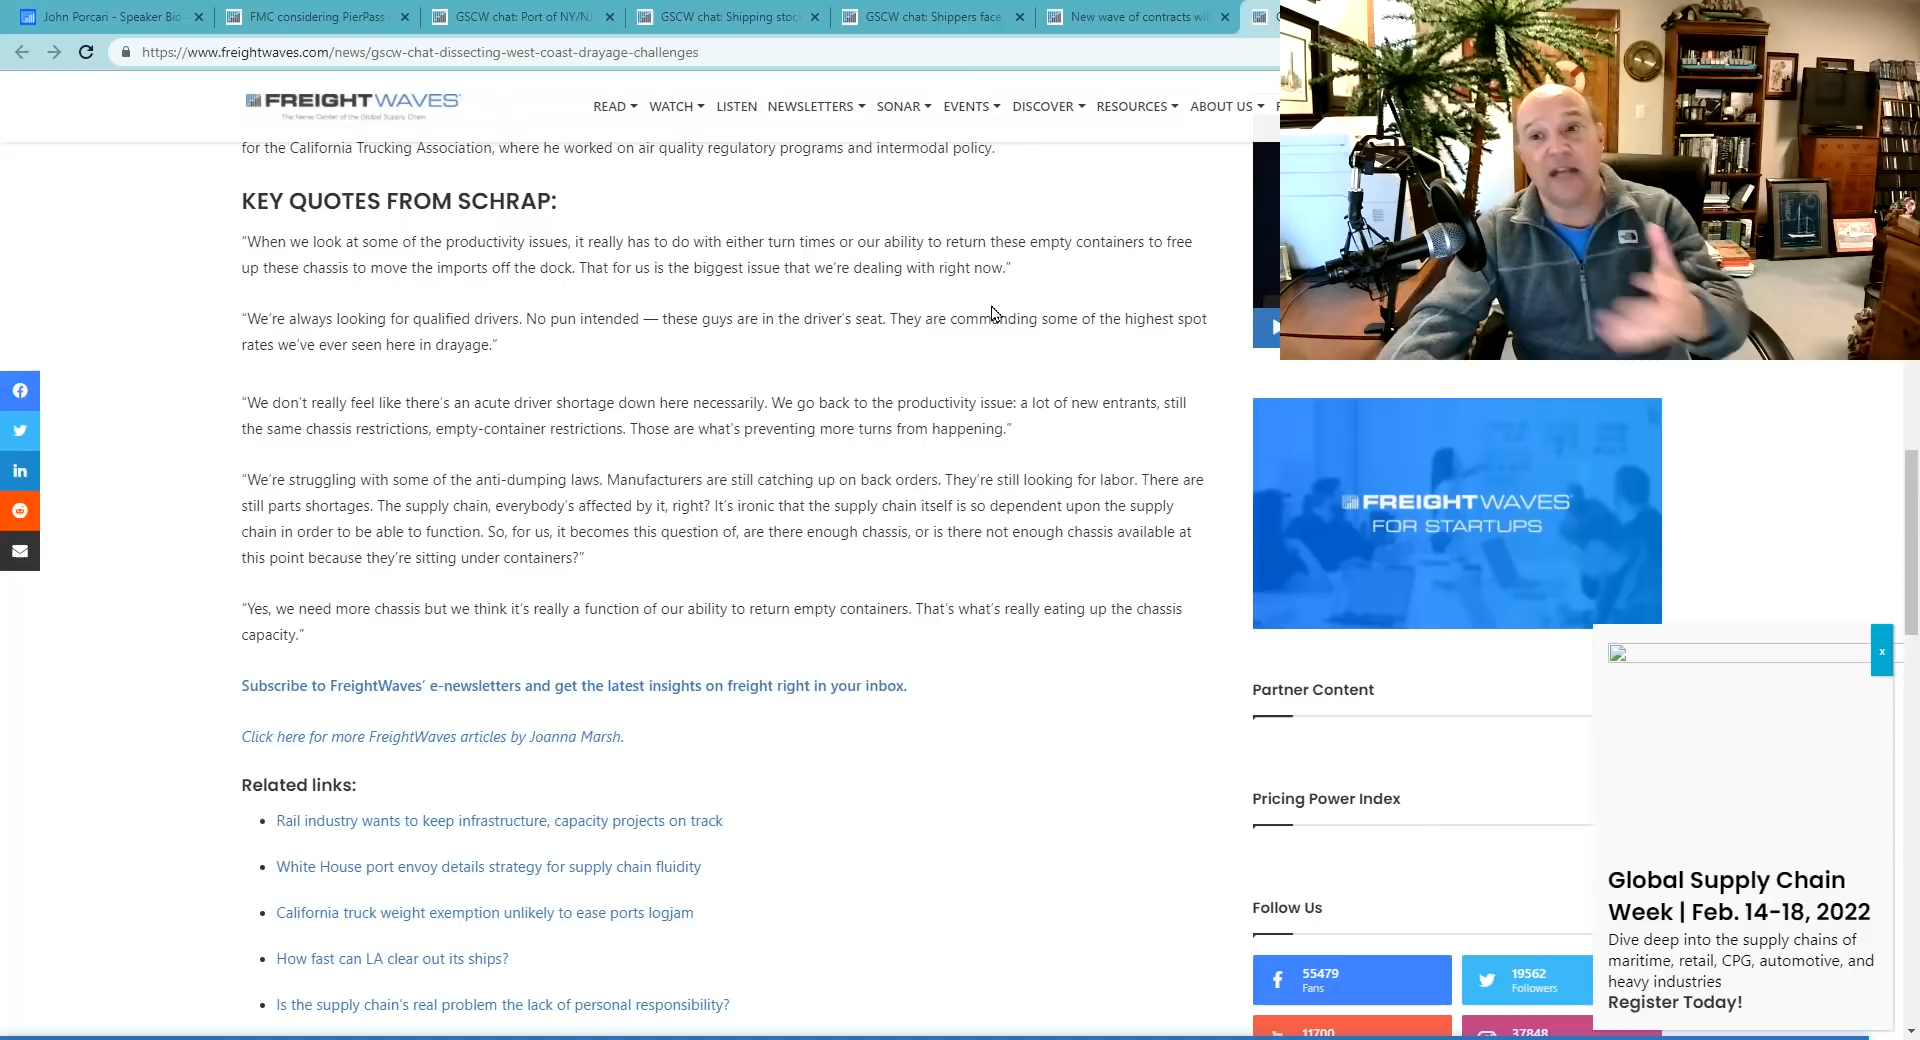 John Porcari - Speaker Bio
FMC considering PierPass
GSCW chat: Port of NY/NJ
GSCW chat: Shipping stoc
GSCW chat: Shippers face
New wave of contracts wil
https://www.freightwaves.com/news/gscw-chat-dissecting-west-coast-drayage-challenges
FREIGHTWAVES
The Nerve Center of the Global Supply Chain
READ WATCH LISTEN NEWSLETTERS SONAR EVENTS DISCOVER RESOURCES ABOUT US
for the California Trucking Association, where he worked on air quality regulatory programs and intermodal policy.
KEY QUOTES FROM SCHRAP:
“When we look at some of the productivity issues, it really has to do with either turn times or our ability to return these empty containers to free
up these chassis to move the imports off the dock. That for us is the biggest issue that we’re dealing with right now.”
“We’re always looking for qualified drivers. No pun intended — these guys are in the driver’s seat. They are commanding some of the highest spot
rates we’ve ever seen here in drayage.”
“We don’t really feel like there’s an acute driver shortage down here necessarily. We go back to the productivity issue: a lot of new entrants, still
the same chassis restrictions, empty-container restrictions. Those are what’s preventing more turns from happening.”
“We’re struggling with some of the anti-dumping laws. Manufacturers are still catching up on back orders. They’re still looking for labor. There are
still parts shortages. The supply chain, everybody’s affected by it, right? It’s ironic that the supply chain itself is so dependent upon the supply
chain in order to be able to function. So, for us, it becomes this question of, are there enough chassis, or is there not enough chassis available at
this point because they’re sitting under containers?”
“Yes, we need more chassis but we think it’s really a function of our ability to return empty containers. That’s what’s really eating up the chassis
capacity.”
Subscribe to FreightWaves’ e-newsletters and get the latest insights on freight right in your inbox.
Click here for more FreightWaves articles by Joanna Marsh.
Related links:
Rail industry wants to keep infrastructure, capacity projects on track
White House port envoy details strategy for supply chain fluidity
California truck weight exemption unlikely to ease ports logjam
How fast can LA clear out its ships?
Is the supply chain’s real problem the lack of personal responsibility?
FREIGHTWAVES
FOR STARTUPS
Partner Content
Pricing Power Index
Follow Us
55479
Fans
19562
Followers
11700
37848
x
Global Supply Chain
Week | Feb. 14-18, 2022
Dive deep into the supply chains of
maritime, retail, CPG, automotive, and
heavy industries
Register Today!